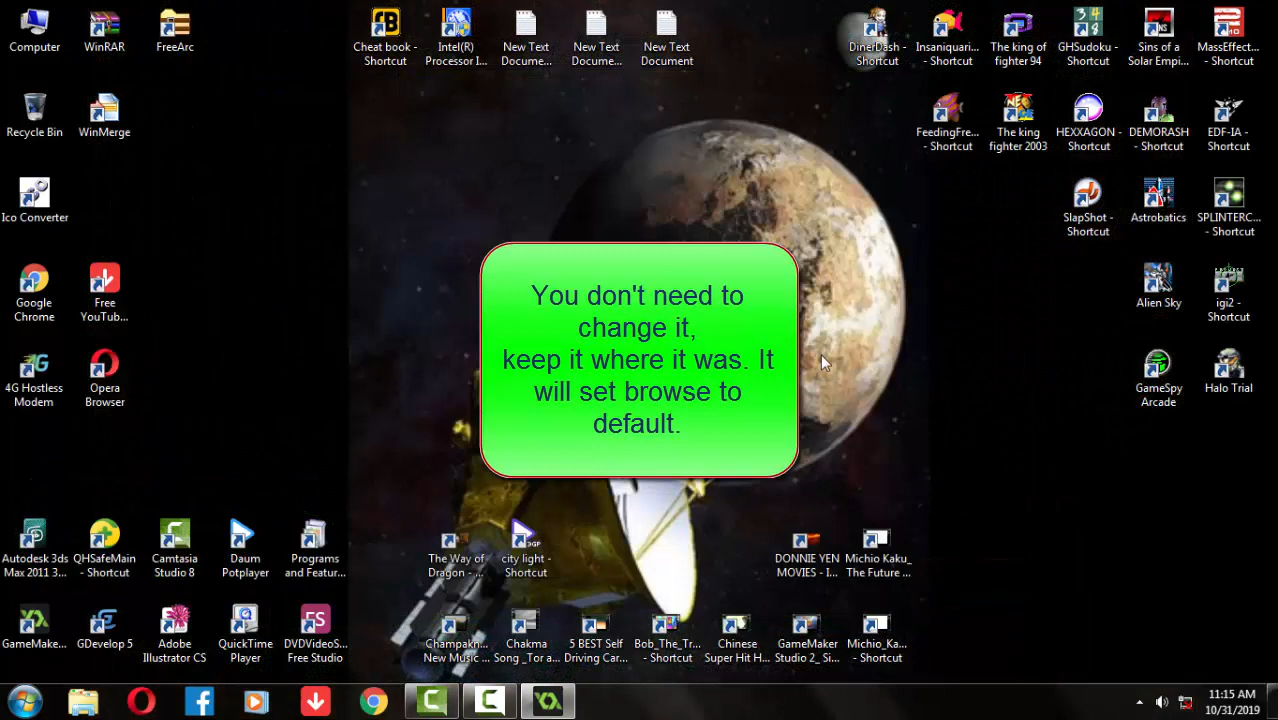 Computer
WinRAR
FreeArc
Cheat book -
Shortcut
Intel(R)
Processor I...
New Text
Docume...
New Text
Docume...
New Text
Document
DinerDash -
Shortcut
Insaniquari...
- Shortcut
The king of
fighter 94
GHSudoku -
Shortcut
Sins of a
Solar Empi...
MassEffect...
- Shortcut
Recycle Bin
WinMerge
FeedingFre...
- Shortcut
The king
fighter 2003
HEXXAGON -
Shortcut
DEMORASH
- Shortcut
EDF-IA -
Shortcut
Ico Converter
SlapShot -
Shortcut
Astrobatics
SPLINTERC...
- Shortcut
Google
Chrome
Free
YouTub...
Alien Sky
igi2 -
Shortcut
4G Hostless
Modem
Opera
Browser
GameSpy
Arcade
Halo Trial
You don't need to
change it,
keep it where it was. It
will set browse to
default.
Autodesk 3ds
Max 2011 3...
QHSafeMain
- Shortcut
Camtasia
Studio 8
Daum
Potplayer
Programs
and Featur...
The Way of
Dragon - ...
city light -
Shortcut
DONNIE YEN
MOVIES - I...
Michio Kaku_
The Future ...
GameMake...
GDevelop 5
Adobe
Illustrator CS
QuickTime
Player
DVDVideoS...
Free Studio
Champakn...
New Music ...
Chakma
Song _Tor a...
5 BEST Self
Driving Car...
Bob_The_Tr...
- Shortcut
Chinese
Super Hit H...
GameMaker
Studio 2_ Si...
Michio_Ka...
- Shortcut
11:15 AM
10/31/2019